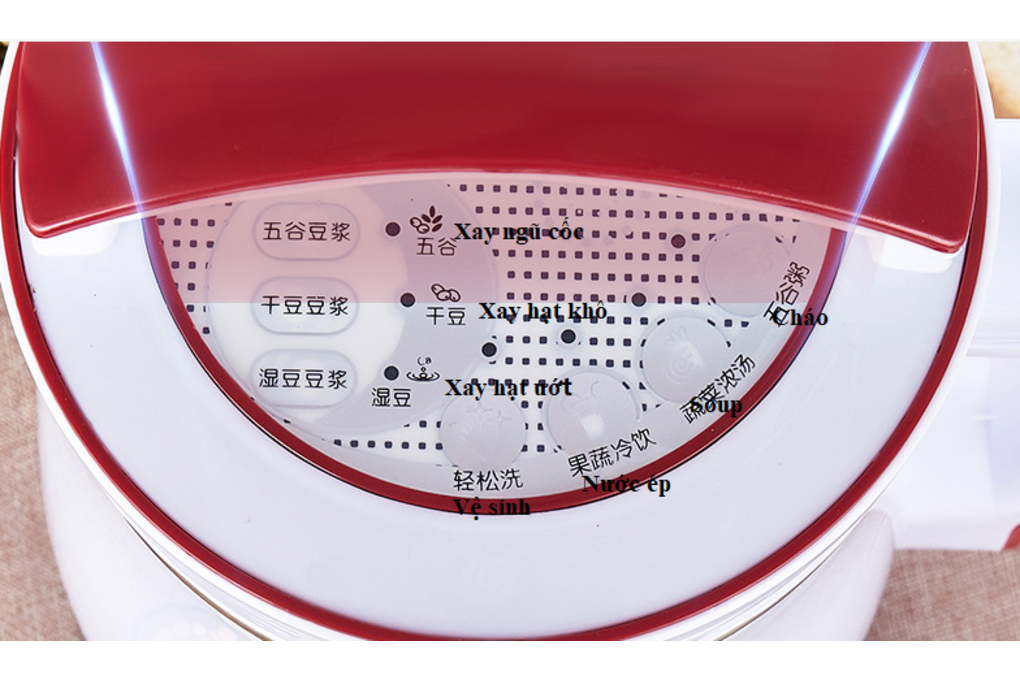 五谷豆浆
五谷
Xay ngũ cốc
干豆豆浆
干豆
Xay hạt khô
湿豆豆浆
湿豆
Xay hạt ướt
五谷粥
Cháo
蔬菜浓汤
Soup
果蔬冷饮
Nước ép
轻松洗
Vệ sinh